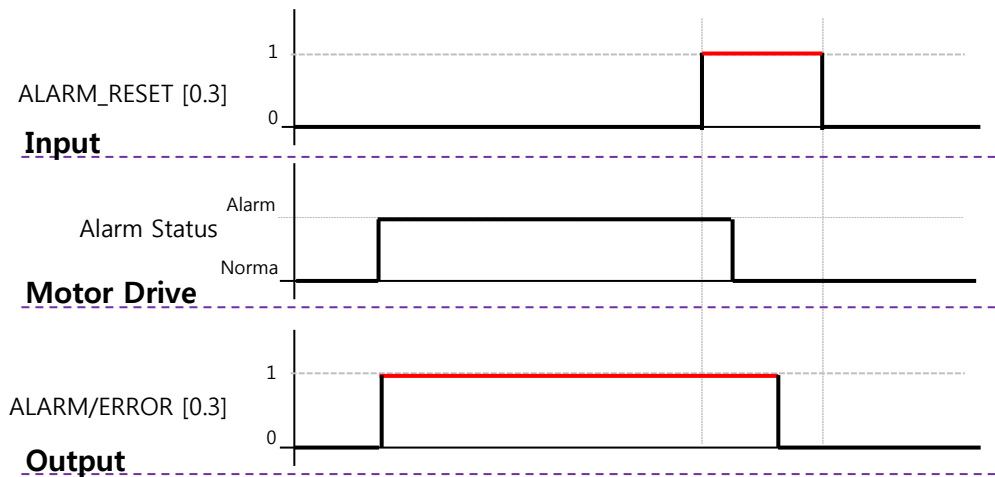 1
ALARM_RESET [0.3]
0
Input
Alarm
Alarm Status
Norma
Motor Drive
1
ALARM/ERROR [0.3]
0
Output